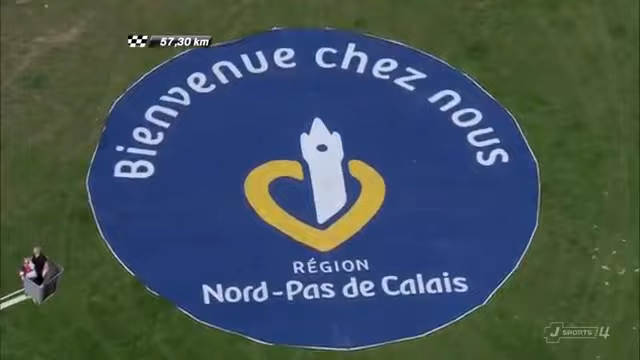 57,30 km
Bienvenue chez nous
RÉGION
Nord-Pas de Calais
J SPORTS 4